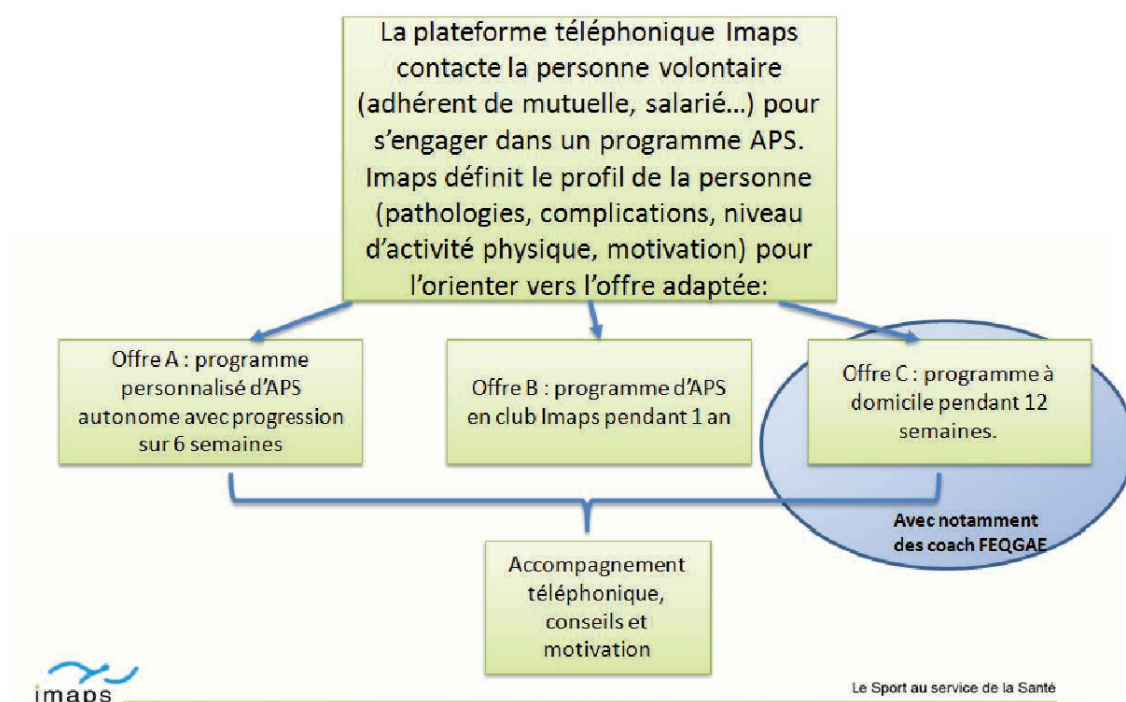 La plateforme téléphonique Imaps
contacte la personne volontaire
(adhérent de mutuelle, salarié…) pour
s'engager dans un programme APS.
Imaps définit le profil de la personne
(pathologies, complications, niveau
d'activité physique, motivation) pour
l'orienter vers l'offre adaptée:
Offre A : programme
personnalisé d'APS
autonome avec progression
sur 6 semaines
Offre B : programme d'APS
en club Imaps pendant 1 an
Offre C : programme à
domicile pendant 12
semaines.
Avec notamment
des coach FEQGAE
Accompagnement
téléphonique,
conseils et
motivation
imaps
Le Sport au service de la Santé